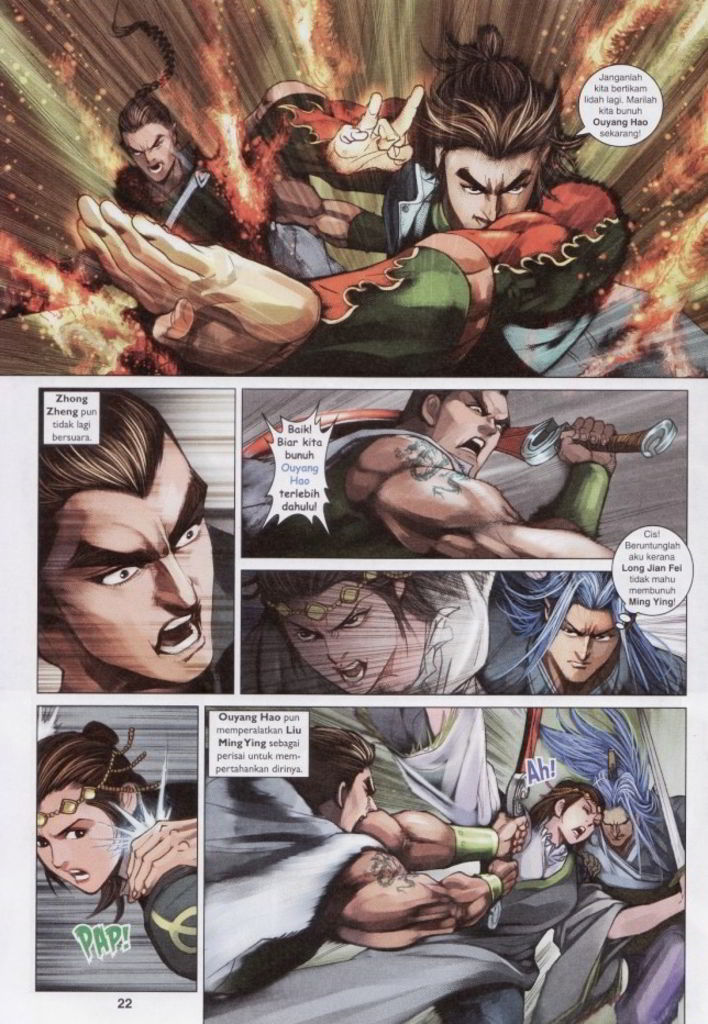 Janganlah
kita bertikam
lidah lagi. Marilah
kita bunuh
Ouyang Hao
sekarang!
Zhong
Zheng pun
tidak lagi
bersuara.
Baik!
Biar kita
bunuh
Ouyang
Hao
terlebih
dahulu!
Cis!
Beruntunglah
aku kerana
Long Jian Fei
tidak mahu
membunuh
Ming Ying!
PAP!
Ouyang Hao pun
memperalatkan Liu
Ming Ying sebagai
perisai untuk mem-
pertahankan dirinya.
Ah!
22